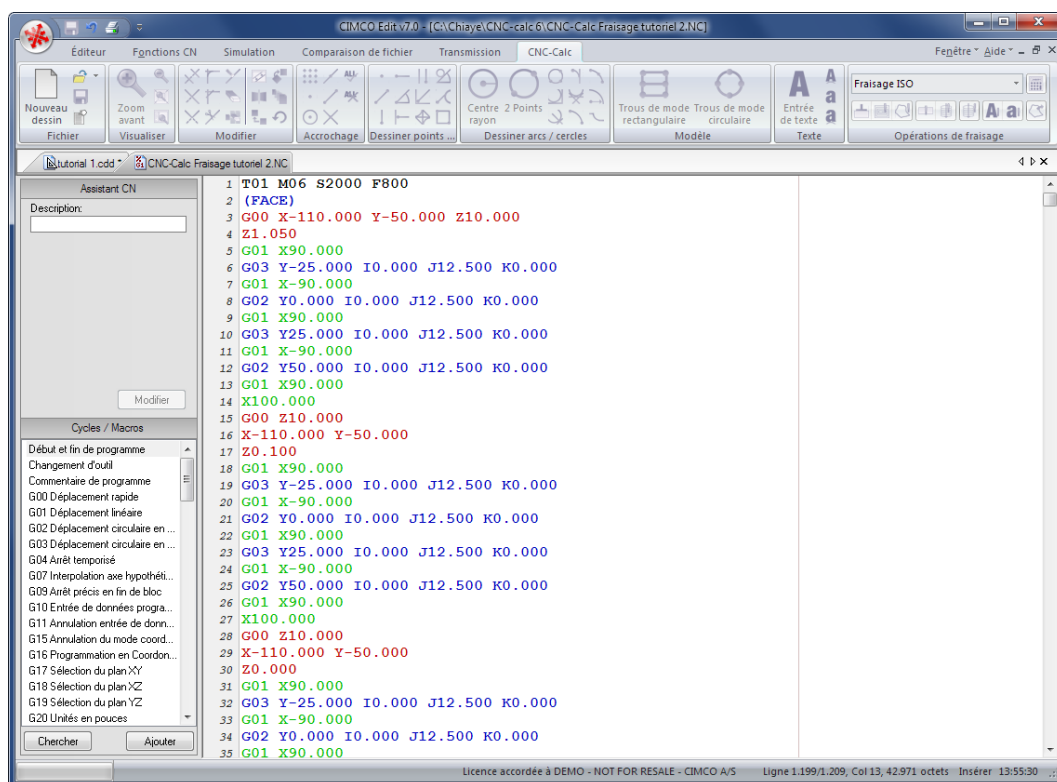 CIMCO Edit v7.0 - [C:\Chiaye\CNC-calc 6\CNC-Calc Fraisage tutoriel 2.NC]
Éditeur Fonctions CN Simulation Comparaison de fichier Transmission CNC-Calc Fenêtre Aide
Nouveau dessin
Zoom avant
Centre rayon
2 Points
Trous de mode rectangulaire
Trous de mode circulaire
Entrée de texte
Fraisage ISO
Fichier Visualiser Modifier Accrochage Dessiner points ... Dessiner arcs / cercles Modèle Texte Opérations de fraisage
tutorial 1.cdd * CNC-Calc Fraisage tutoriel 2.NC
Assistant CN
Description:
Modifier
Cycles / Macros
Début et fin de programme
Changement d'outil
Commentaire de programme
G00 Déplacement rapide
G01 Déplacement linéaire
G02 Déplacement circulaire en ...
G03 Déplacement circulaire en ...
G04 Arrêt temporisé
G07 Interpolation axe hypothéti...
G09 Arrêt précis en fin de bloc
G10 Entrée de données progra...
G11 Annulation entrée de donn...
G15 Annulation du mode coord...
G16 Programmation en Coordon...
G17 Sélection du plan XY
G18 Sélection du plan XZ
G19 Sélection du plan YZ
G20 Unités en pouces
Chercher Ajouter
1 T01 M06 S2000 F800
2 (FACE)
3 G00 X-110.000 Y-50.000 Z10.000
4 Z1.050
5 G01 X90.000
6 G03 Y-25.000 I0.000 J12.500 K0.000
7 G01 X-90.000
8 G02 Y0.000 I0.000 J12.500 K0.000
9 G01 X90.000
10 G03 Y25.000 I0.000 J12.500 K0.000
11 G01 X-90.000
12 G02 Y50.000 I0.000 J12.500 K0.000
13 G01 X90.000
14 X100.000
15 G00 Z10.000
16 X-110.000 Y-50.000
17 Z0.100
18 G01 X90.000
19 G03 Y-25.000 I0.000 J12.500 K0.000
20 G01 X-90.000
21 G02 Y0.000 I0.000 J12.500 K0.000
22 G01 X90.000
23 G03 Y25.000 I0.000 J12.500 K0.000
24 G01 X-90.000
25 G02 Y50.000 I0.000 J12.500 K0.000
26 G01 X90.000
27 X100.000
28 G00 Z10.000
29 X-110.000 Y-50.000
30 Z0.000
31 G01 X90.000
32 G03 Y-25.000 I0.000 J12.500 K0.000
33 G01 X-90.000
34 G02 Y0.000 I0.000 J12.500 K0.000
35 G01 X90.000
Licence accordée à DEMO - NOT FOR RESALE - CIMCO A/S Ligne 1.199/1.209, Col 13, 42.971 octets Insérer 13:55:30